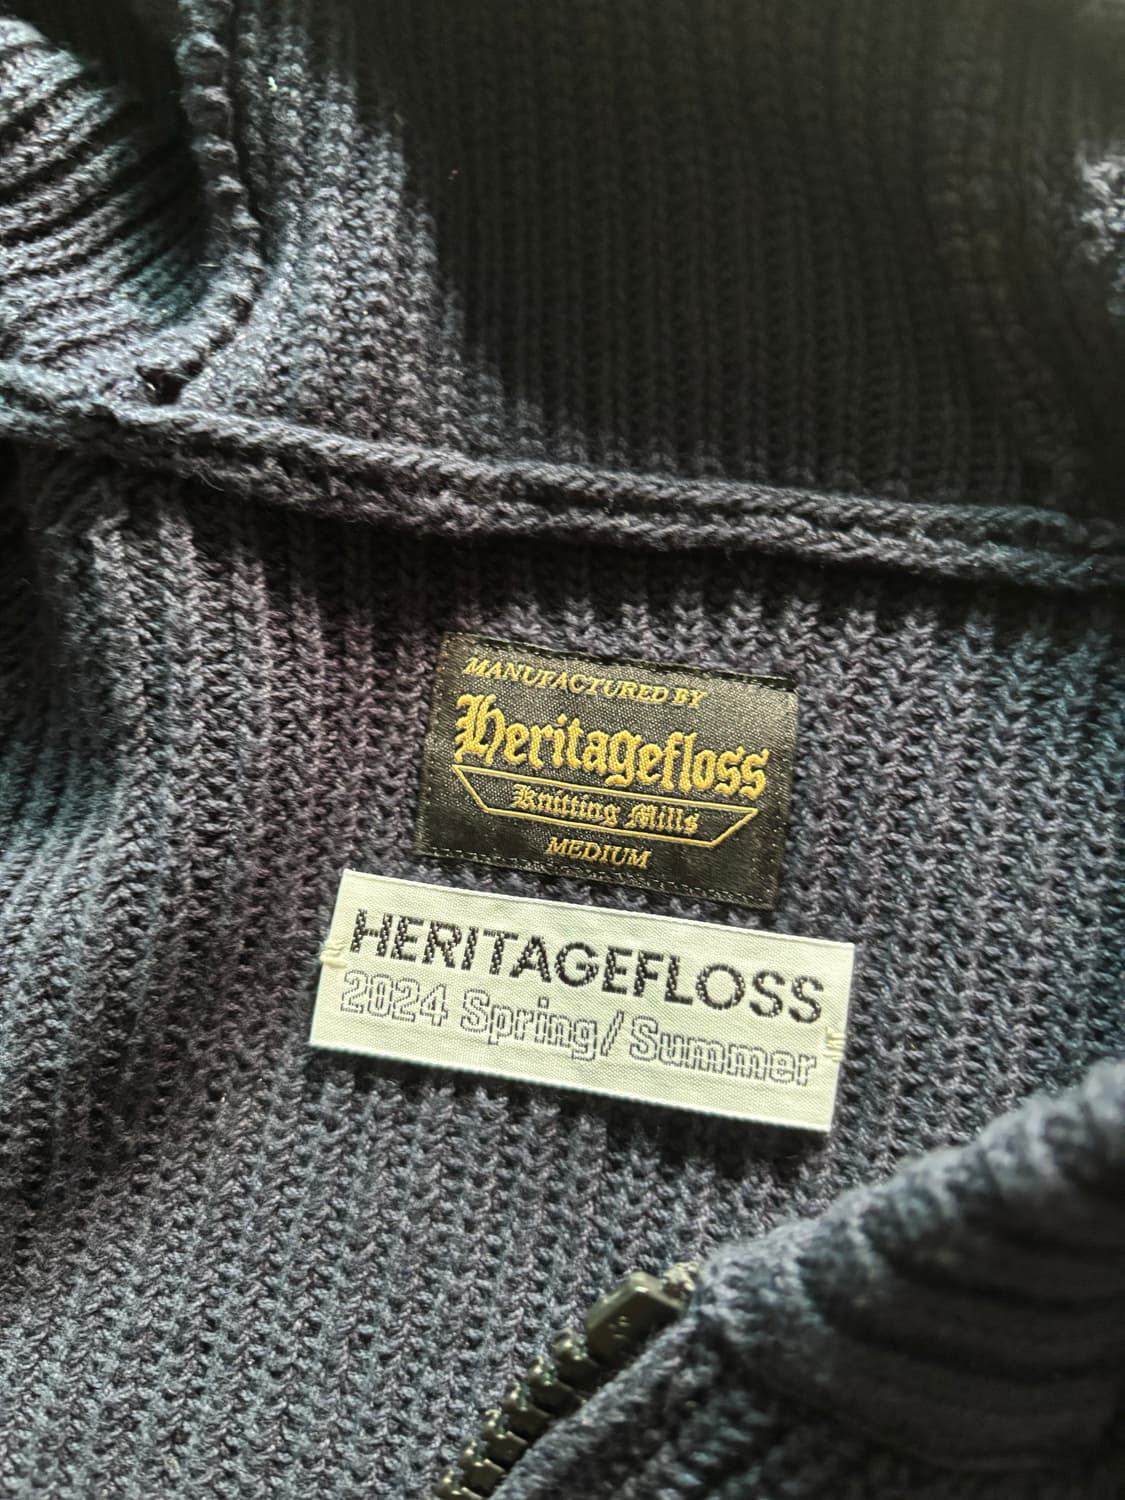 MANUFACTURED BY
Heritagefloss
Knitting Mills
MEDIUM
HERITAGEFLOSS
2024 Spring/Summer